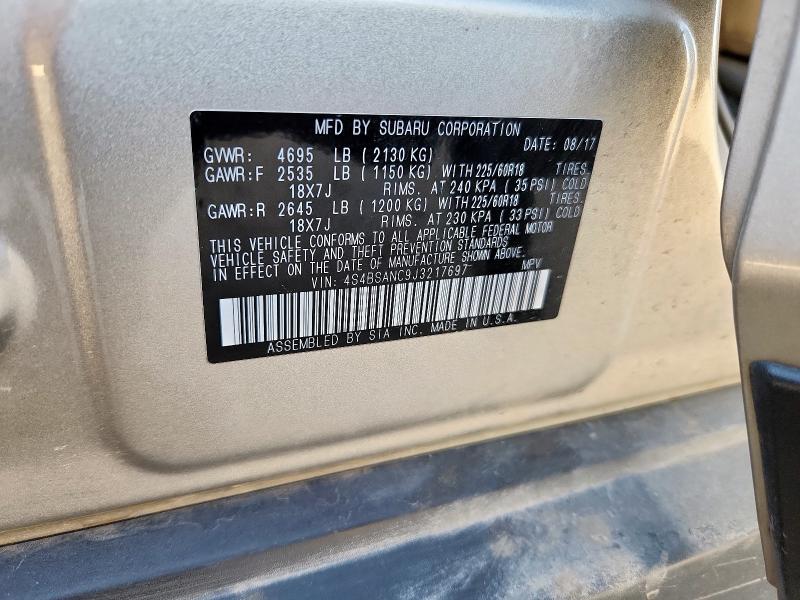 MFD BY SUBARU CORPORATION
DATE: 08/17
GVWR: 4695 LB (2130 KG)
GAWR:F 2535 LB (1150 KG) WITH 225/60R18 TIRES.
18X7J RIMS. AT 240 KPA (35 PSI) COLD
GAWR:R 2645 LB (1200 KG) WITH 225/60R18 TIRES.
18X7J RIMS. AT 230 KPA (33 PSI) COLD
THIS VEHICLE CONFORMS TO ALL APPLICABLE FEDERAL MOTOR
VEHICLE SAFETY AND THEFT PREVENTION STANDARDS
IN EFFECT ON THE DATE OF MANUFACTURE SHOWN ABOVE.
VIN: 4S4BSANC9J3217697 MPV
ASSEMBLED BY SIA INC. MADE IN U.S.A.